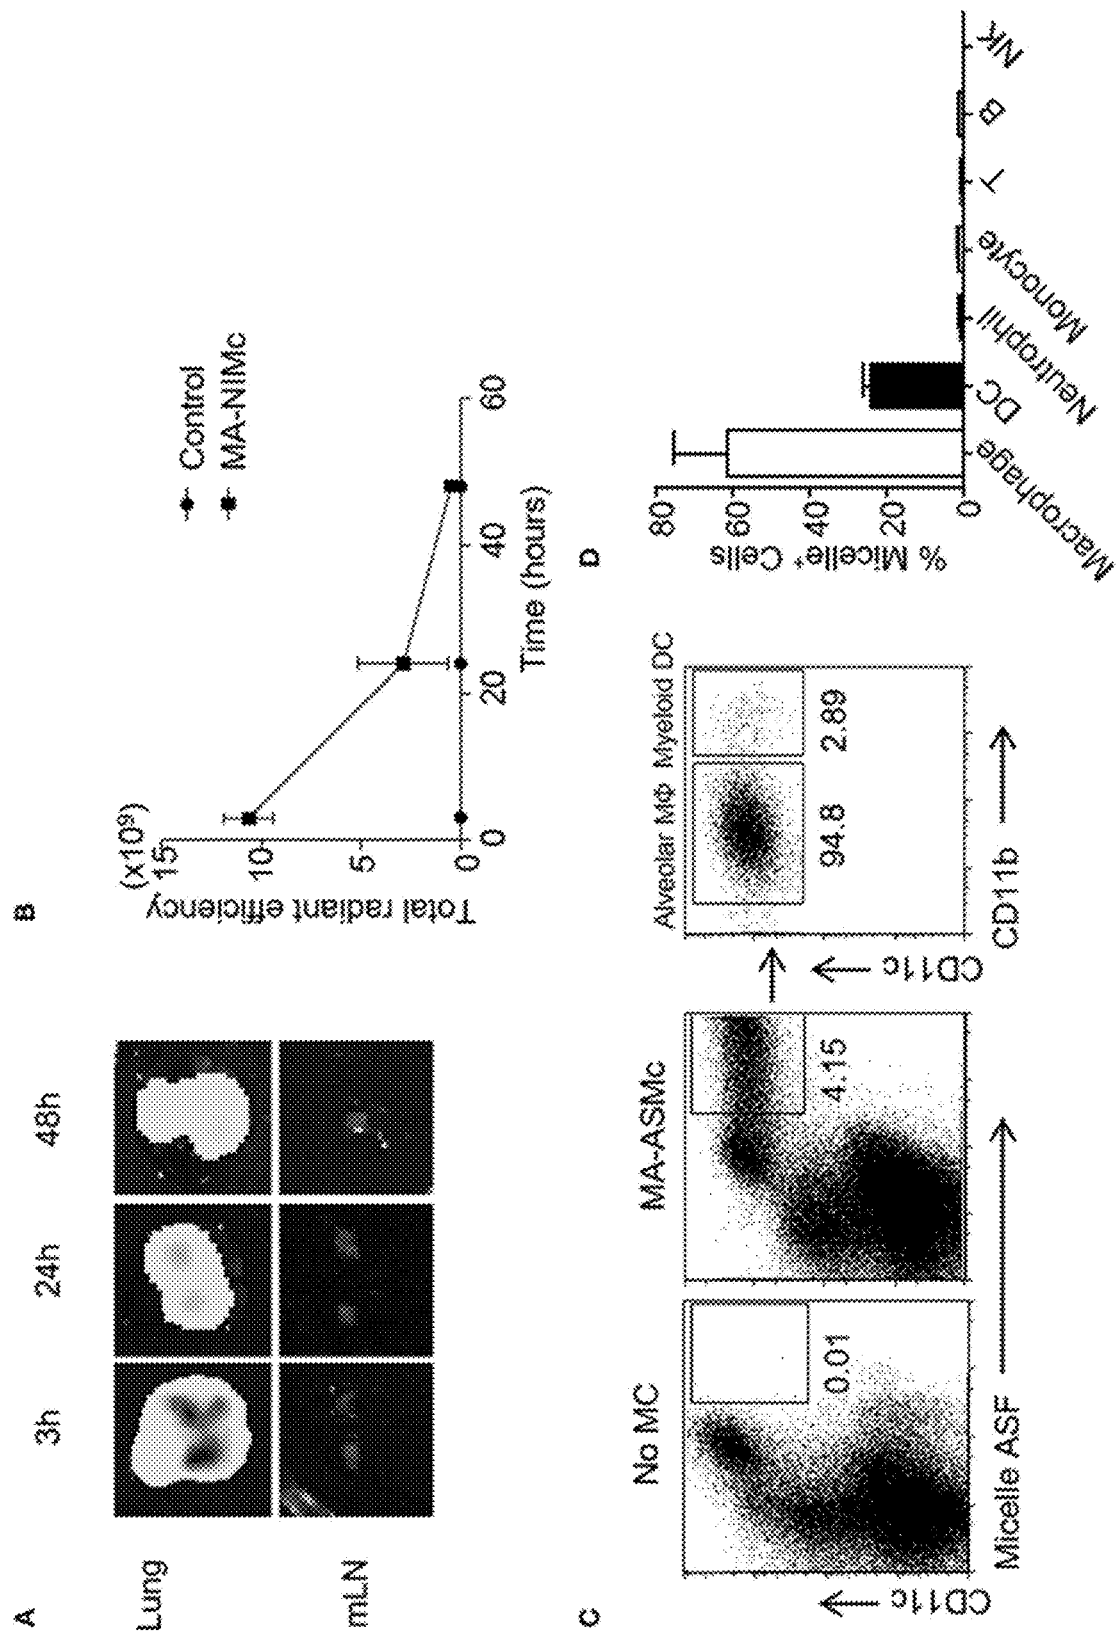 A
3h 24h 48h
Lung
mLN
B
(x10⁹)
15
10
5
0
Total radiant efficiency
0 20 40 60
Time (hours)
Control
MA-NIMc
C
No MC
0.01
CD11c
Micelle ASF
MA-ASMc
4.15
Alveolar MΦ Myeloid DC
94.8 2.89
CD11c
CD11b
D
80
60
40
20
0
% Micelle⁺ Cells
Macrophage
DC
Neutrophil
Monocyte
T
B
NK